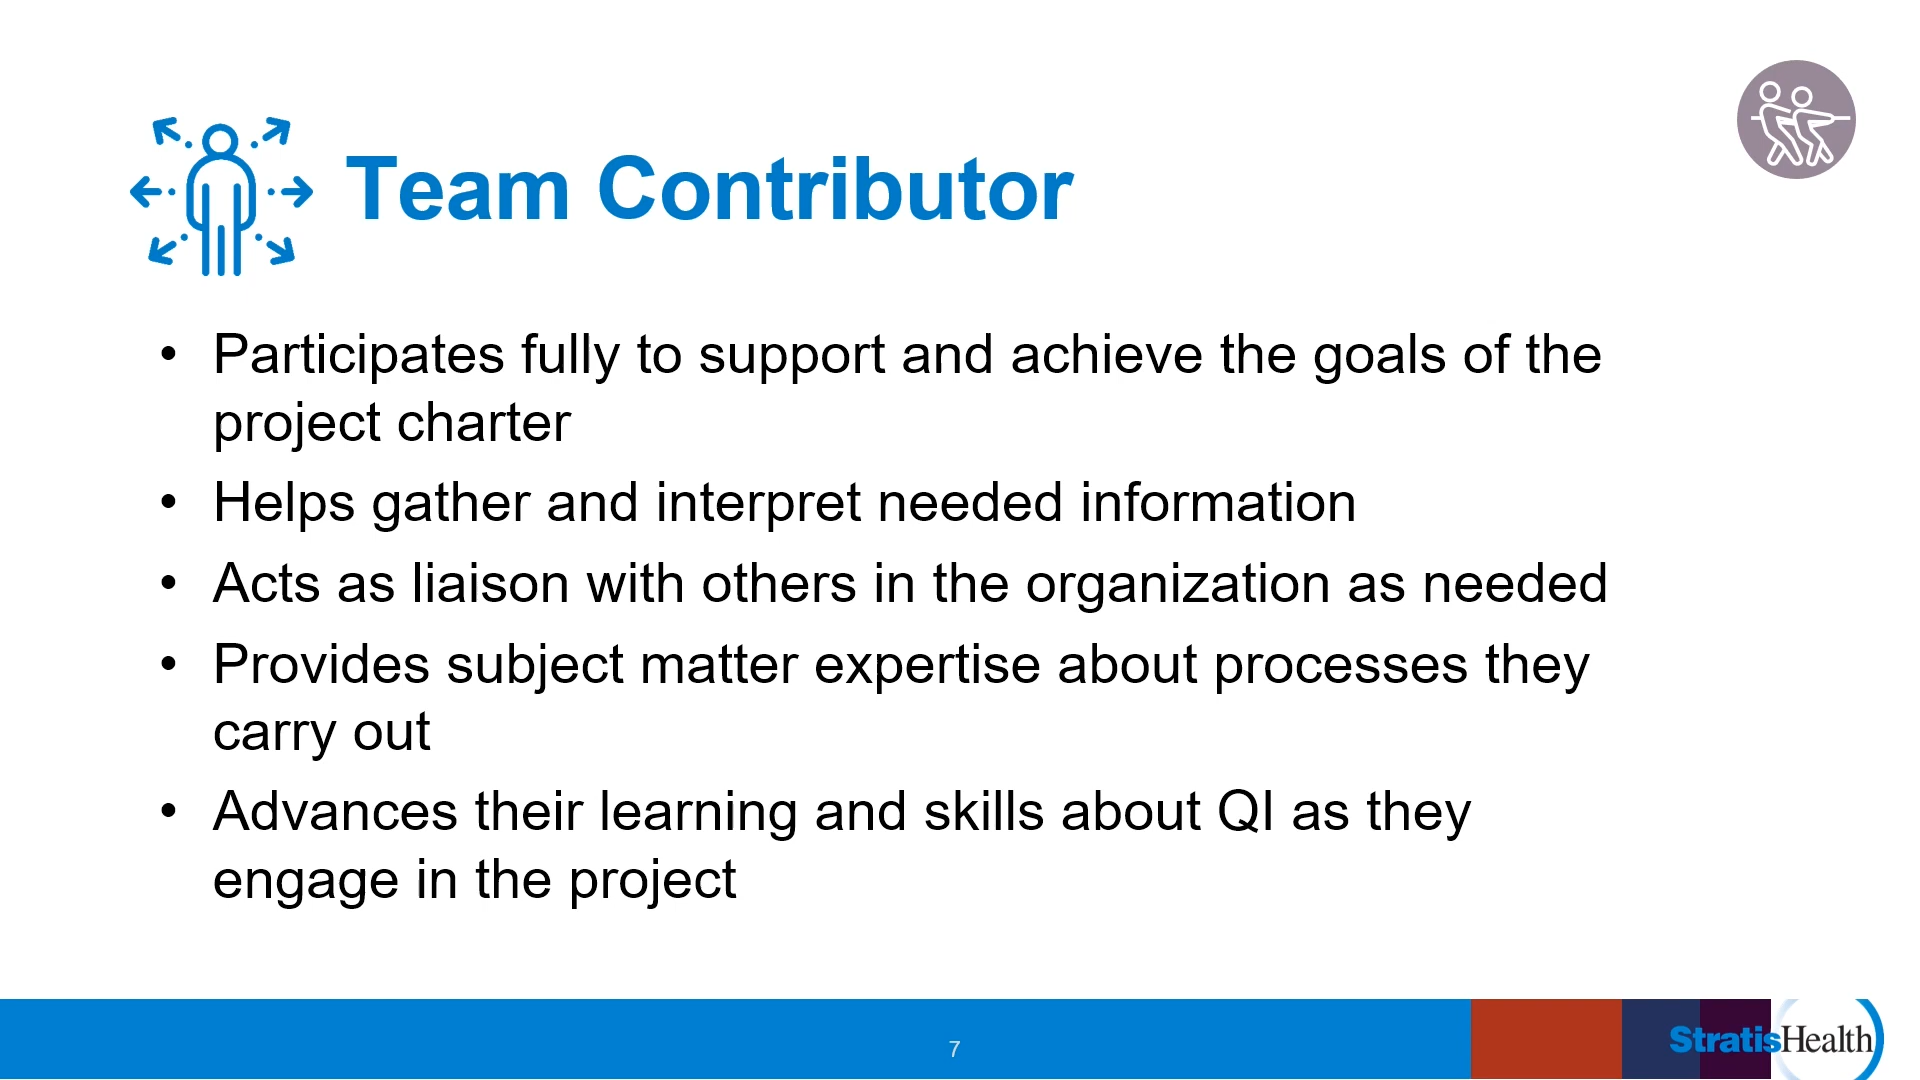 Team Contributor
• Participates fully to support and achieve the goals of the
project charter
• Helps gather and interpret needed information
• Acts as liaison with others in the organization as needed
• Provides subject matter expertise about processes they
carry out
• Advances their learning and skills about QI as they
engage in the project
7
StratisHealth